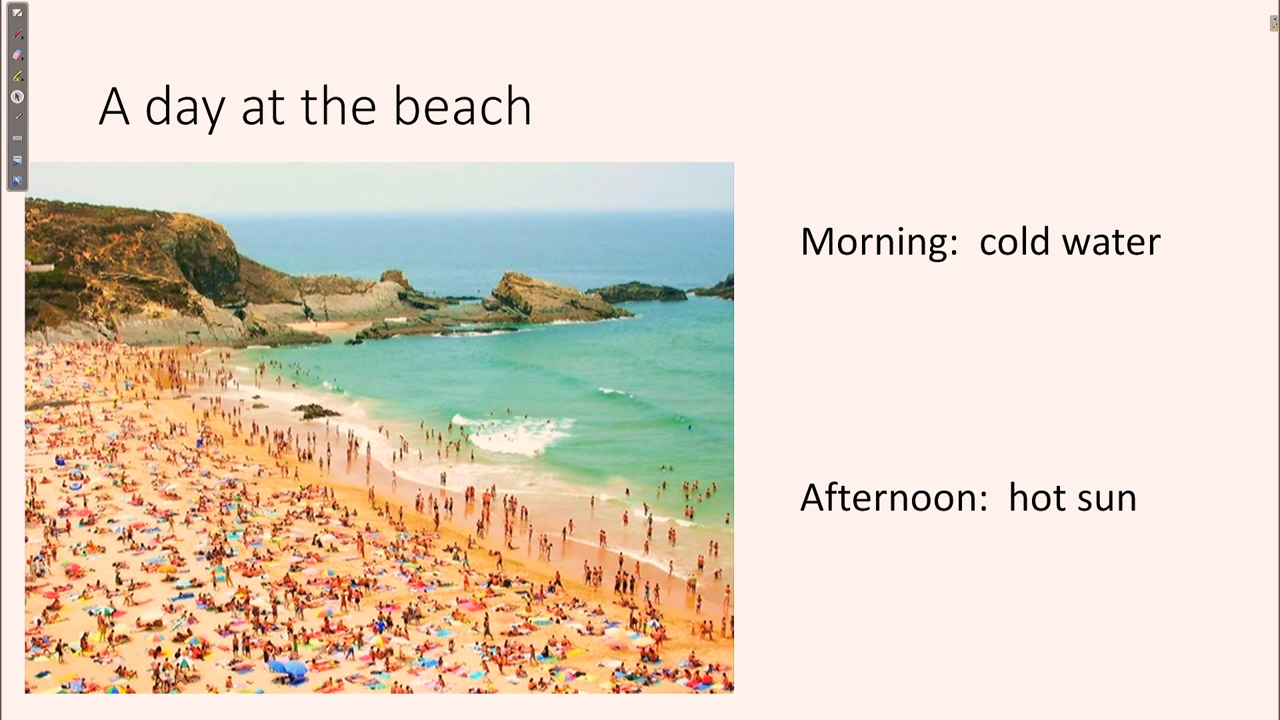 A day at the beach
Morning:  cold water
Afternoon:  hot sun